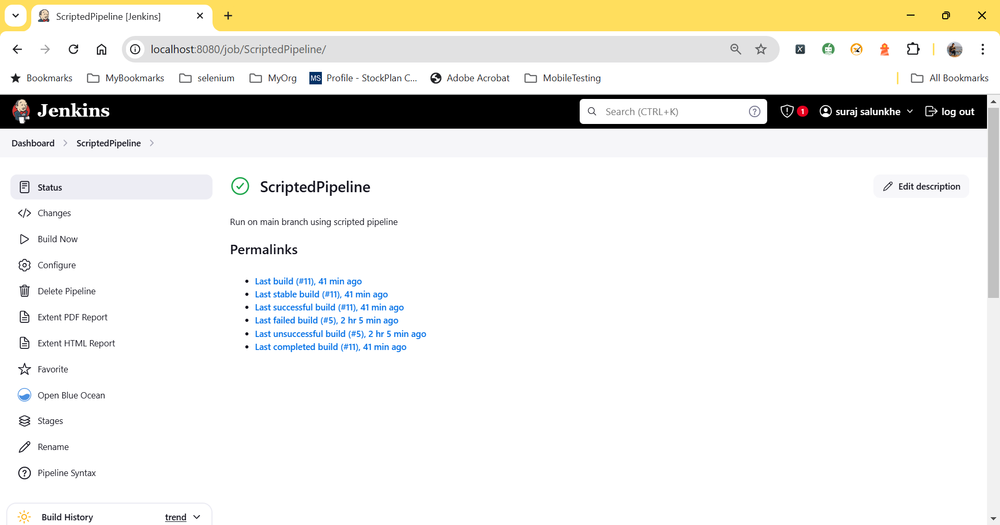 ScriptedPipeline [Jenkins]
localhost:8080/job/ScriptedPipeline/
X
Bookmarks
MyBookmarks
selenium
MyOrg
MS Profile - StockPlan C...
Adobe Acrobat
MobileTesting
All Bookmarks
Jenkins
Search (CTRL+K)
?
1
suraj salunkhe
log out
Dashboard
ScriptedPipeline
Status
Changes
Build Now
Configure
Delete Pipeline
Extent PDF Report
Extent HTML Report
Favorite
Open Blue Ocean
Stages
Rename
Pipeline Syntax
Build History
trend
ScriptedPipeline
Edit description
Run on main branch using scripted pipeline
Permalinks
Last build (#11), 41 min ago
Last stable build (#11), 41 min ago
Last successful build (#11), 41 min ago
Last failed build (#5), 2 hr 5 min ago
Last unsuccessful build (#5), 2 hr 5 min ago
Last completed build (#11), 41 min ago